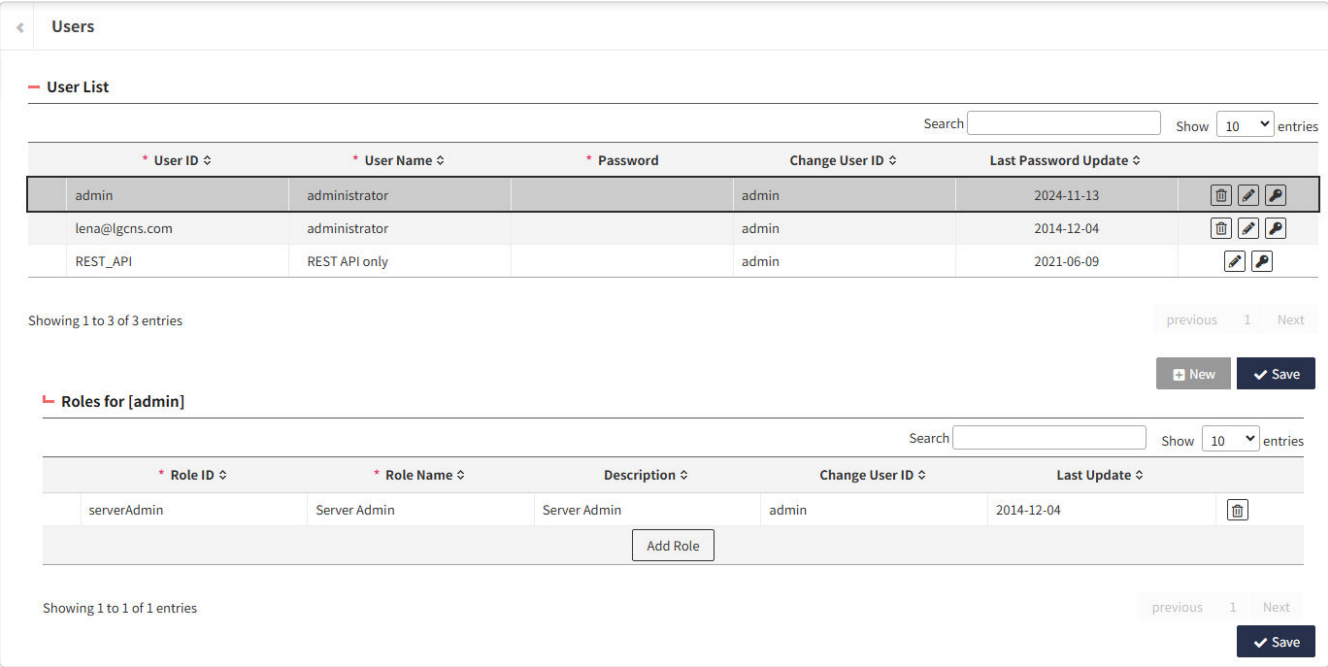 Users
User List
Search Show 10 entries
* User ID * User Name * Password Change User ID Last Password Update
admin administrator admin 2024-11-13
lena@lgcns.com administrator admin 2014-12-04
REST_API REST API only admin 2021-06-09
Showing 1 to 3 of 3 entries previous 1 Next
New Save
Roles for [admin]
Search Show 10 entries
* Role ID * Role Name Description Change User ID Last Update
serverAdmin Server Admin Server Admin admin 2014-12-04
Add Role
Showing 1 to 1 of 1 entries previous 1 Next
Save